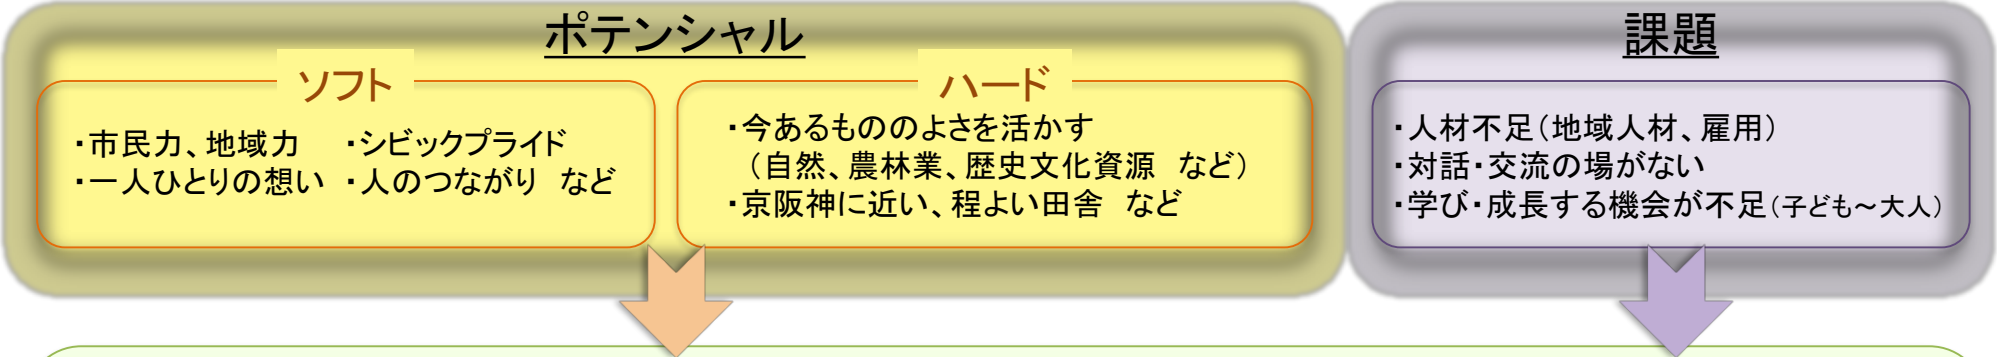 ポテンシャル
ソフト
・市民力、地域力　・シビックプライド
・一人ひとりの想い ・人のつながり　など
ハード
・今あるもののよさを活かす
（自然、農林業、歴史文化資源　など）
・京阪神に近い、程よい田舎　など
課題
・人材不足（地域人材、雇用）
・対話・交流の場がない
・学び・成長する機会が不足（子ども～大人）